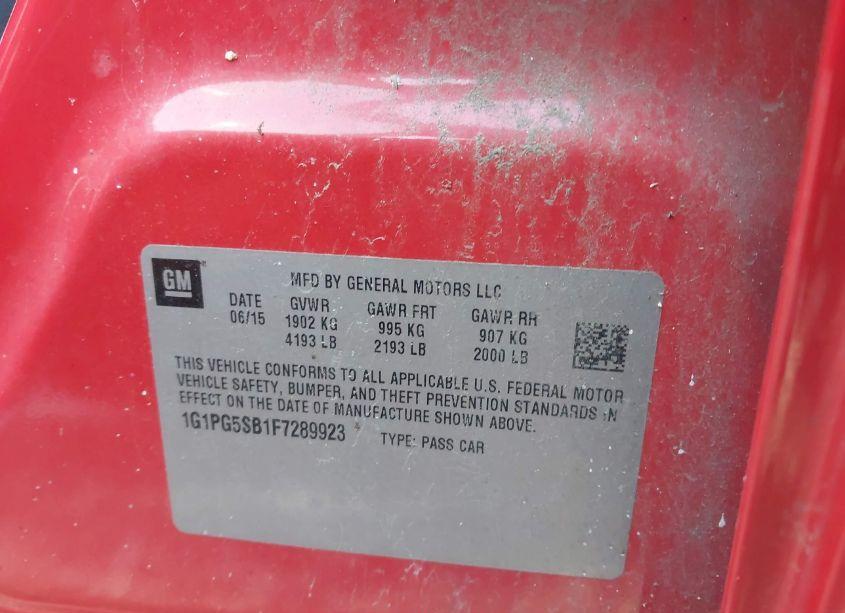 GM
MFD BY GENERAL MOTORS LLC
DATE GVWR GAWR FRT GAWR RR
06/15 1902 KG 995 KG 907 KG
4193 LB 2193 LB 2000 LB
THIS VEHICLE CONFORMS TO ALL APPLICABLE U.S. FEDERAL MOTOR
VEHICLE SAFETY, BUMPER, AND THEFT PREVENTION STANDARDS IN
EFFECT ON THE DATE OF MANUFACTURE SHOWN ABOVE.
1G1PG5SB1F7289923 TYPE: PASS CAR